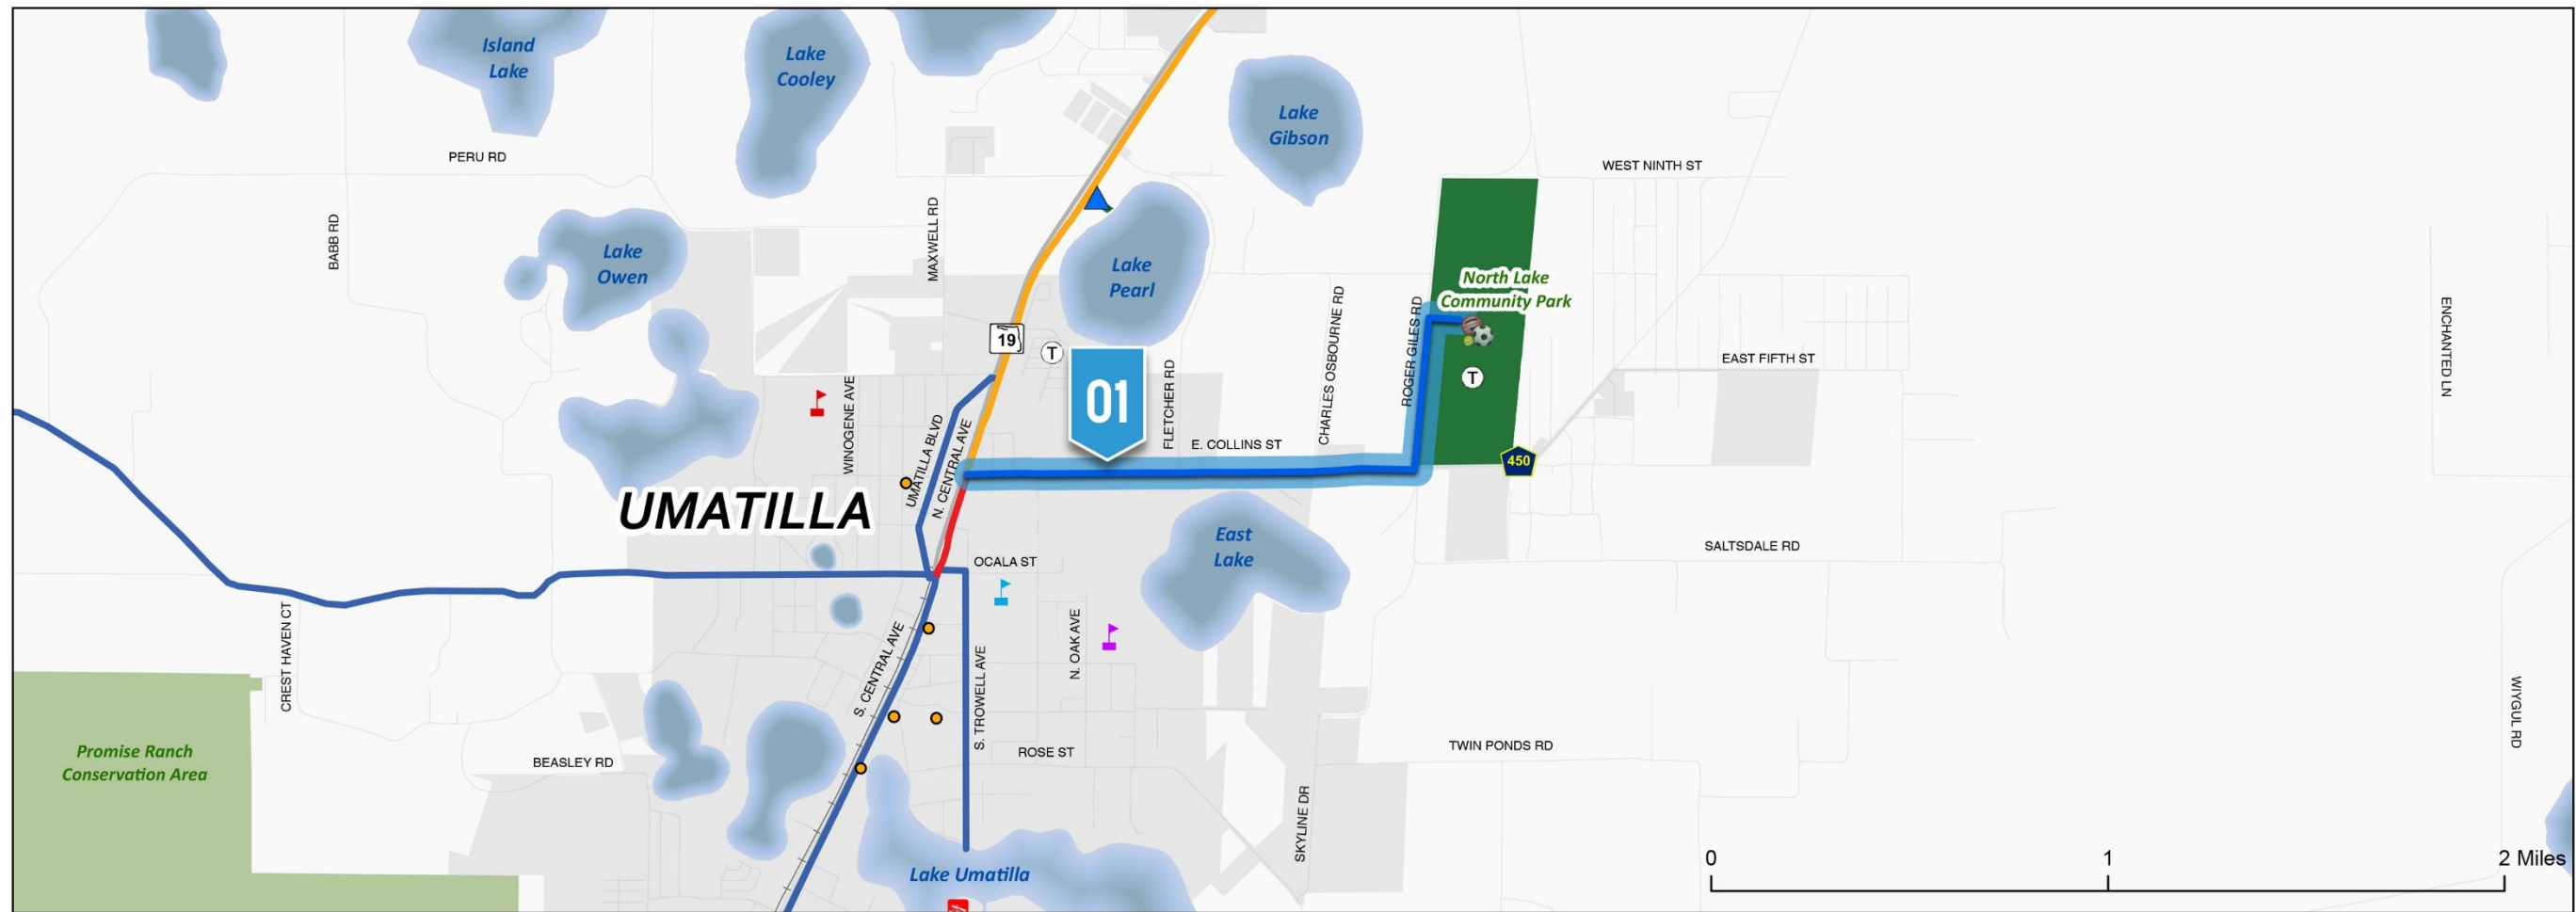 Island
Lake
Lake
Cooley
Lake
Gibson
PERU RD
WEST NINTH ST
BABB RD
MAXWELL RD
Lake
Owen
Lake
Pearl
North Lake
Community Park
19
T
01
FLETCHER RD
CHARLES OSBOURNE RD
ROGER GILES RD
T
EAST FIFTH ST
ENCHANTED LN
WINOGENE AVE
UMATILLA BLVD
N. CENTRAL AVE
E. COLLINS ST
450
UMATILLA
East
Lake
SALTSDALE RD
OCALA ST
CREST HAVEN CT
S. CENTRAL AVE
S. TROWELL AVE
N. OAK AVE
WIYGUL RD
Promise Ranch
Conservation Area
BEASLEY RD
ROSE ST
TWIN PONDS RD
SKYLINE DR
Lake Umatilla
0 1 2 Miles